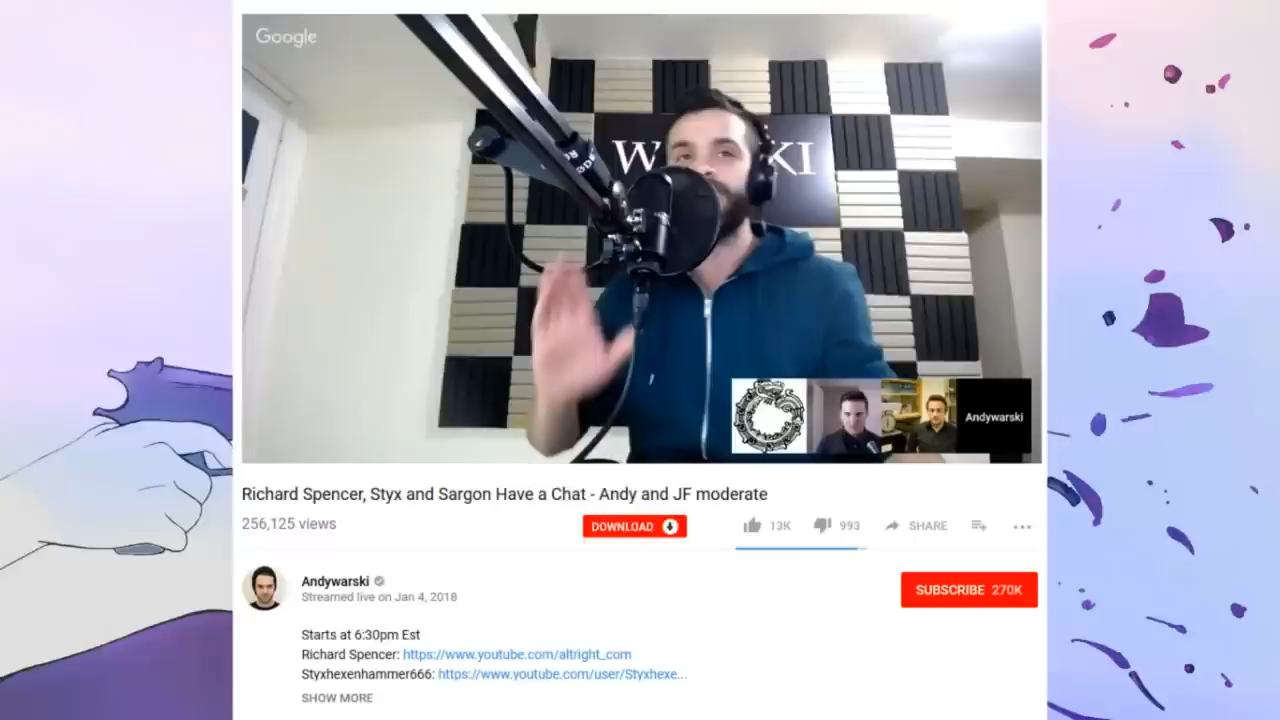 Google
W
KI
Andywarski
Richard Spencer, Styx and Sargon Have a Chat - Andy and JF moderate
256,125 views
DOWNLOAD
13K
993
SHARE
Andywarski
Streamed live on Jan 4, 2018
SUBSCRIBE 270K
Starts at 6:30pm Est
Richard Spencer: https://www.youtube.com/altright_com
Styxhexenhammer666: https://www.youtube.com/user/Styxhexe...
SHOW MORE